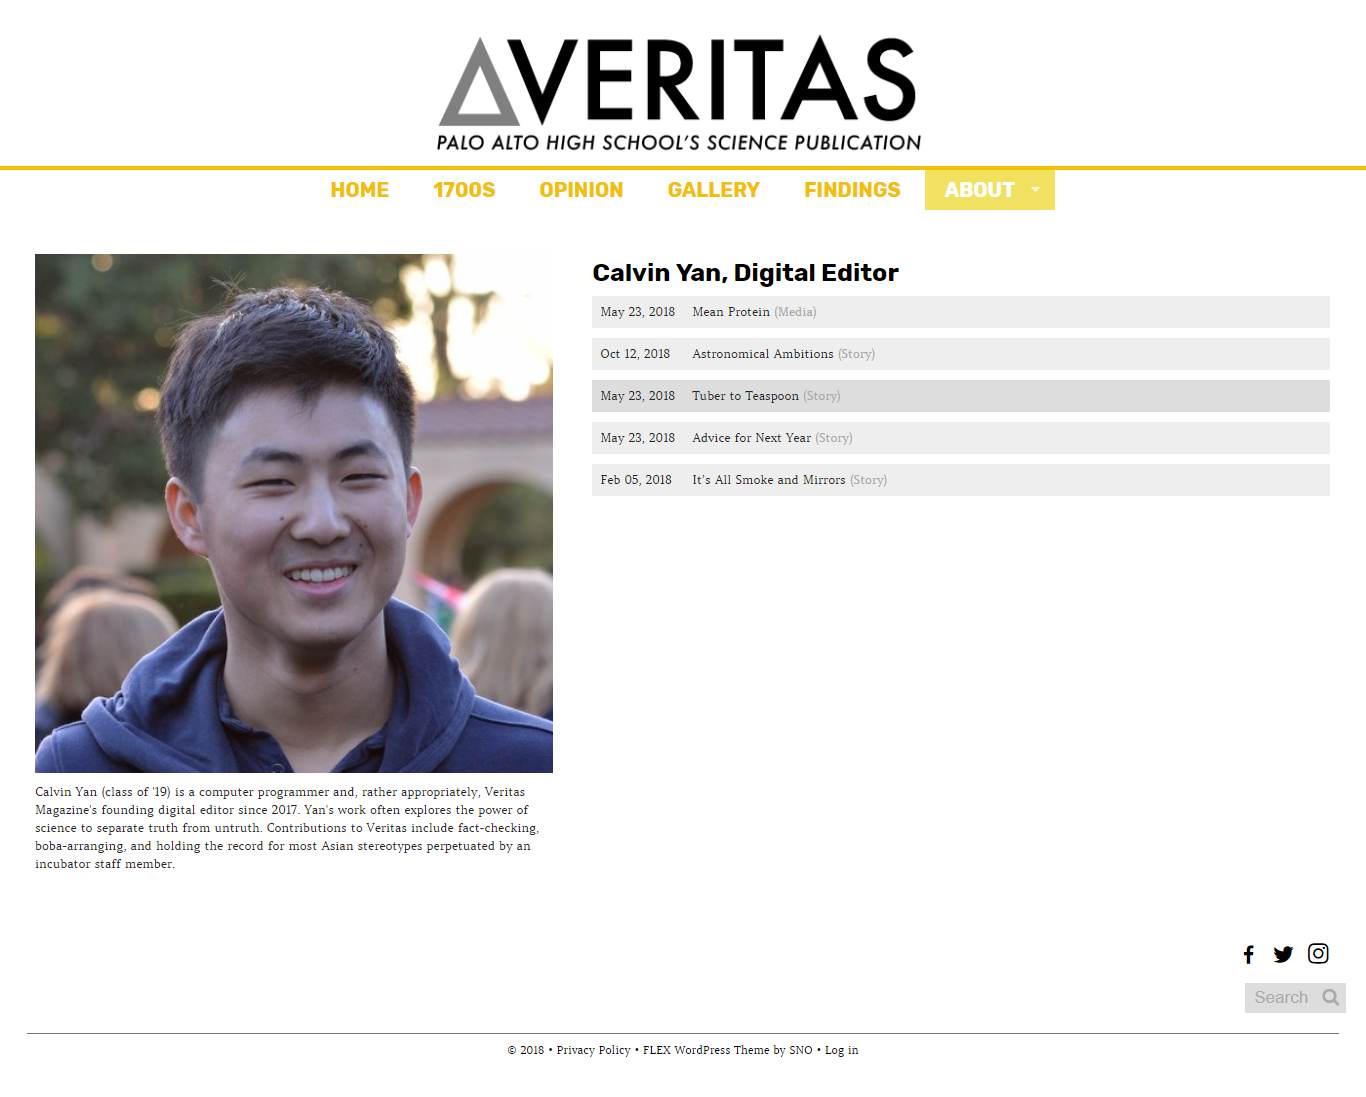 VERITAS
PALO ALTO HIGH SCHOOL'S SCIENCE PUBLICATION
HOME 1700S OPINION GALLERY FINDINGS ABOUT
Calvin Yan, Digital Editor
May 23, 2018 Mean Protein (Media)
Oct 12, 2018 Astronomical Ambitions (Story)
May 23, 2018 Tuber to Teaspoon (Story)
May 23, 2018 Advice for Next Year (Story)
Feb 05, 2018 It's All Smoke and Mirrors (Story)
Calvin Yan (class of '19) is a computer programmer and, rather appropriately, Veritas
Magazine's founding digital editor since 2017. Yan's work often explores the power of
science to separate truth from untruth. Contributions to Veritas include fact-checking,
boba-arranging, and holding the record for most Asian stereotypes perpetuated by an
incubator staff member.
Search
© 2018 • Privacy Policy • FLEX WordPress Theme by SNO • Log in